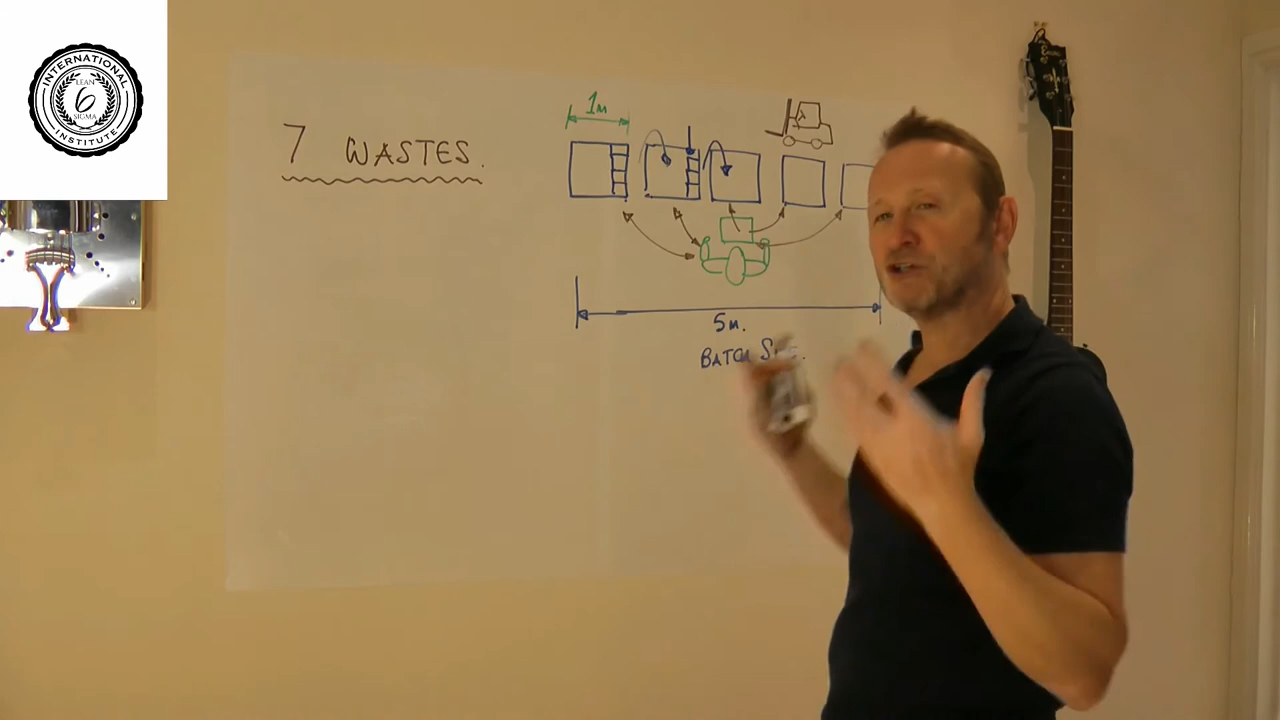 INTERNATIONAL
LEAN
6
SIGMA
INSTITUTE
7 WASTES.
1M
5M.